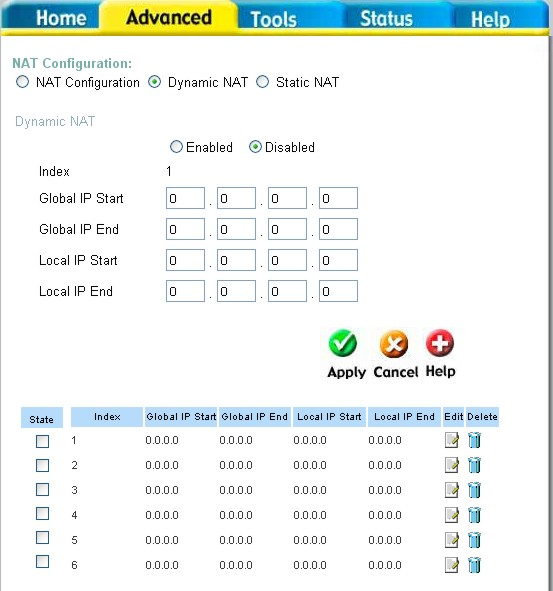 Home Advanced Tools Status Help
NAT Configuration:
NAT Configuration Dynamic NAT Static NAT
Dynamic NAT
Enabled Disabled
Index 1
Global IP Start 0 . 0 . 0 . 0
Global IP End 0 . 0 . 0 . 0
Local IP Start 0 . 0 . 0 . 0
Local IP End 0 . 0 . 0 . 0
Apply Cancel Help
State Index Global IP Start Global IP End Local IP Start Local IP End Edit Delete
1 0.0.0.0 0.0.0.0 0.0.0.0 0.0.0.0
2 0.0.0.0 0.0.0.0 0.0.0.0 0.0.0.0
3 0.0.0.0 0.0.0.0 0.0.0.0 0.0.0.0
4 0.0.0.0 0.0.0.0 0.0.0.0 0.0.0.0
5 0.0.0.0 0.0.0.0 0.0.0.0 0.0.0.0
6 0.0.0.0 0.0.0.0 0.0.0.0 0.0.0.0